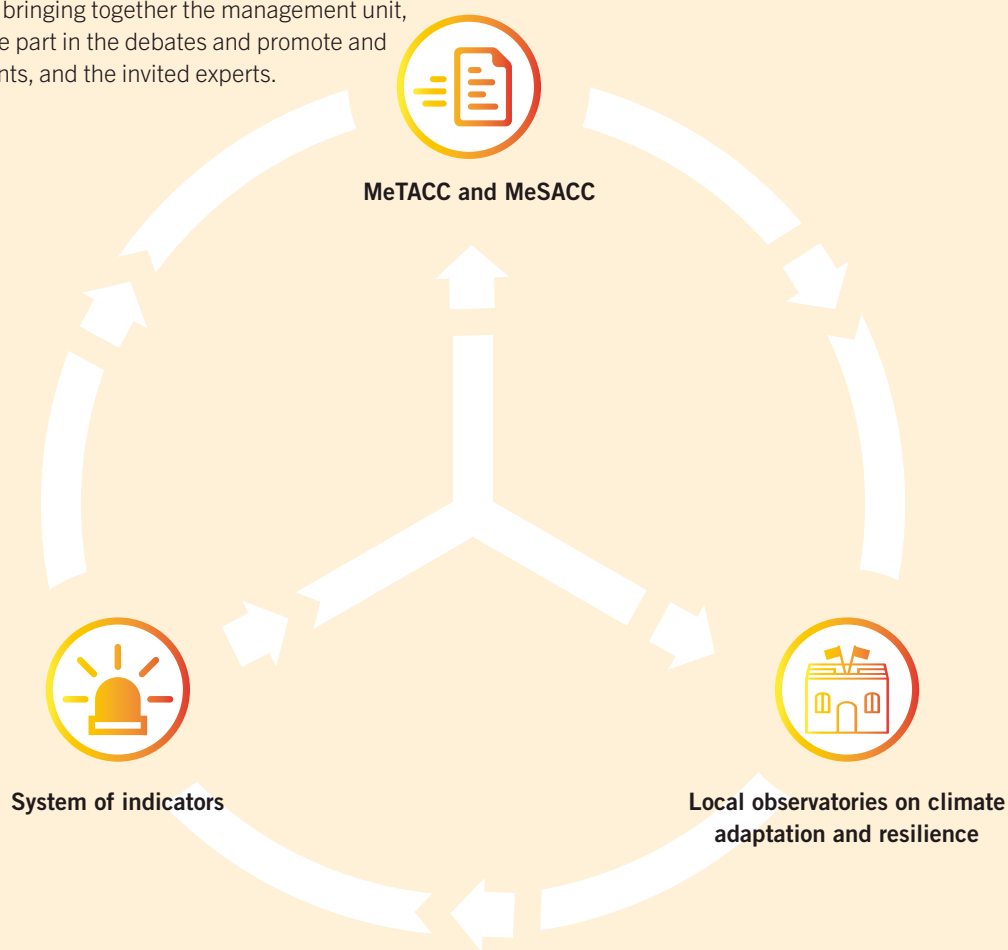 bringing together the management unit,
part in the debates and promote and
and the invited experts.
MeTACC and MeSACC
System of indicators
Local observatories on climate
adaptation and resilience